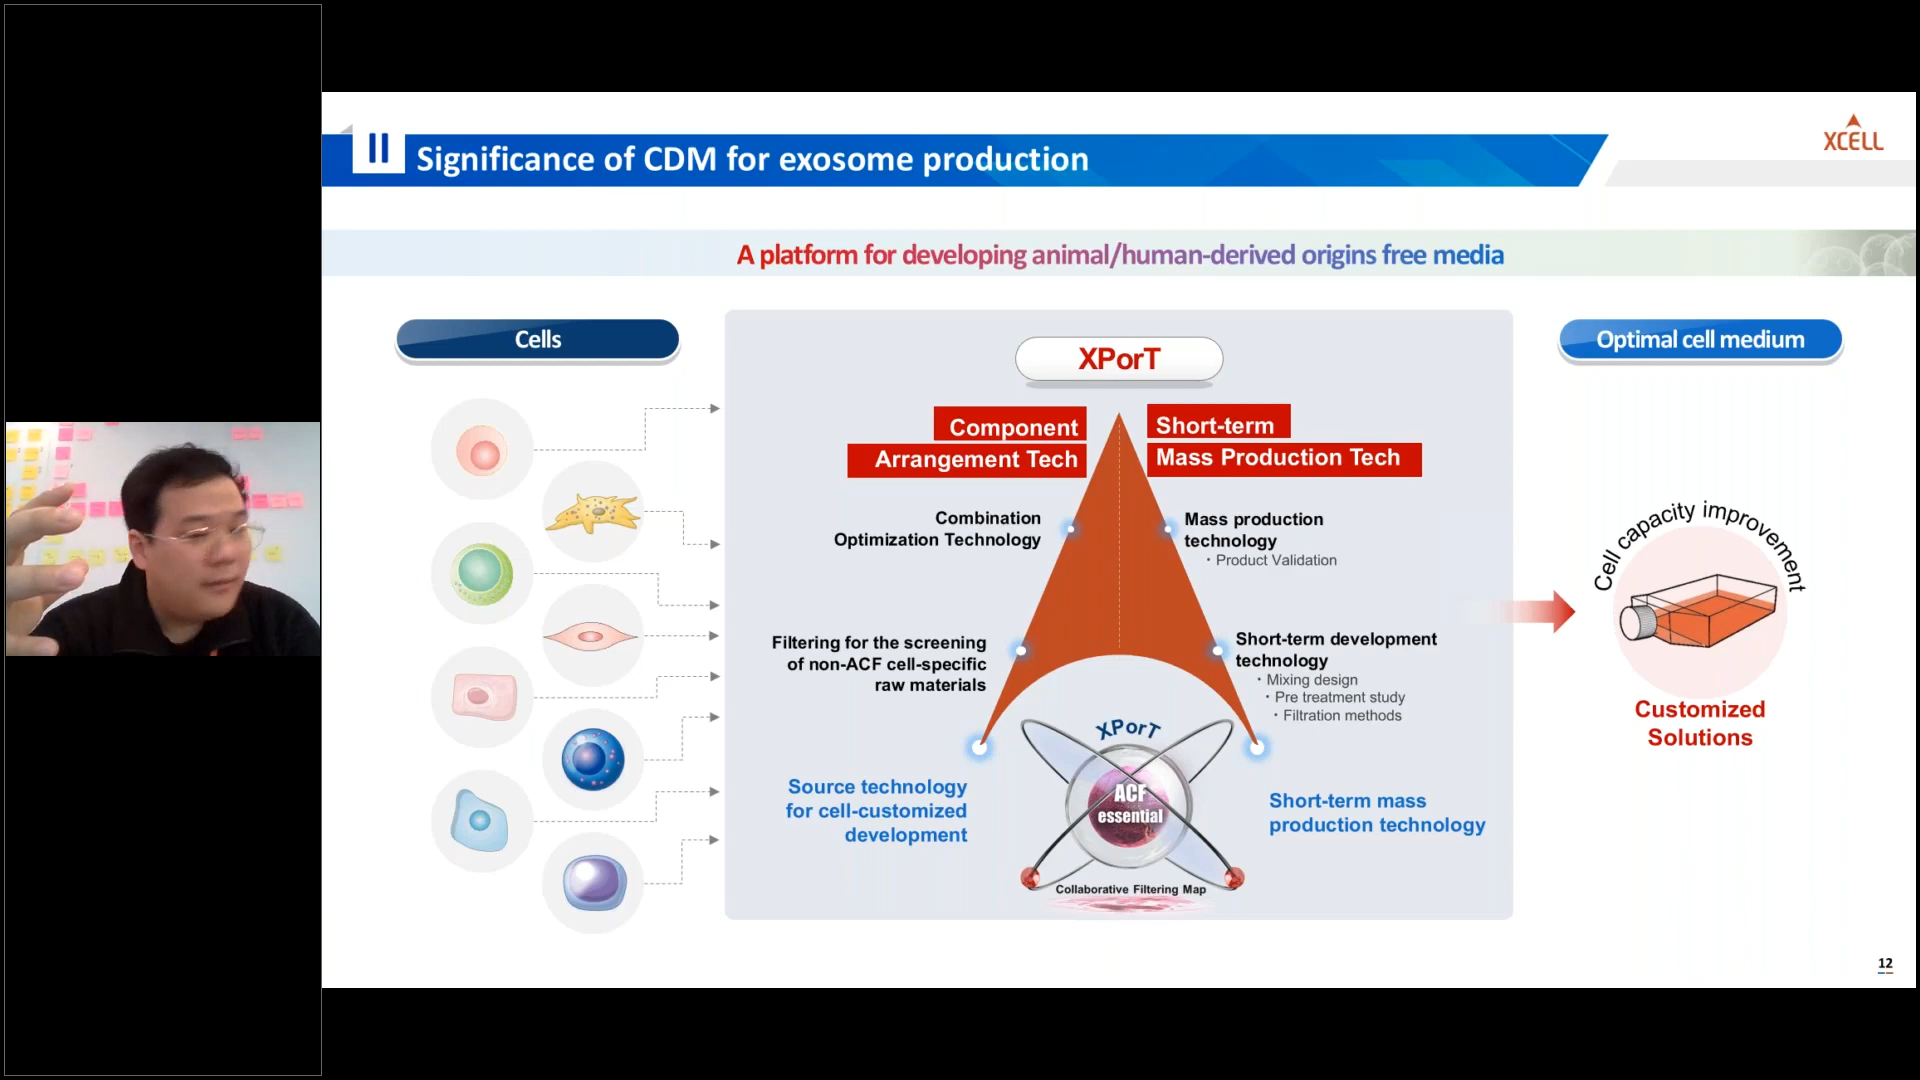 II
Significance of CDM for exosome production
XCELL
A platform for developing animal/human-derived origins free media
Cells
XPorT
Optimal cell medium
Component
Arrangement Tech
Short-term
Mass Production Tech
Combination
Optimization Technology
Mass production
technology
· Product Validation
Filtering for the screening
of non-ACF cell-specific
raw materials
Short-term development
technology
· Mixing design
· Pre treatment study
· Filtration methods
Cell capacity improvement
Customized
Solutions
XPorT
ACF
essential
Collaborative Filtering Map
Source technology
for cell-customized
development
Short-term mass
production technology
12